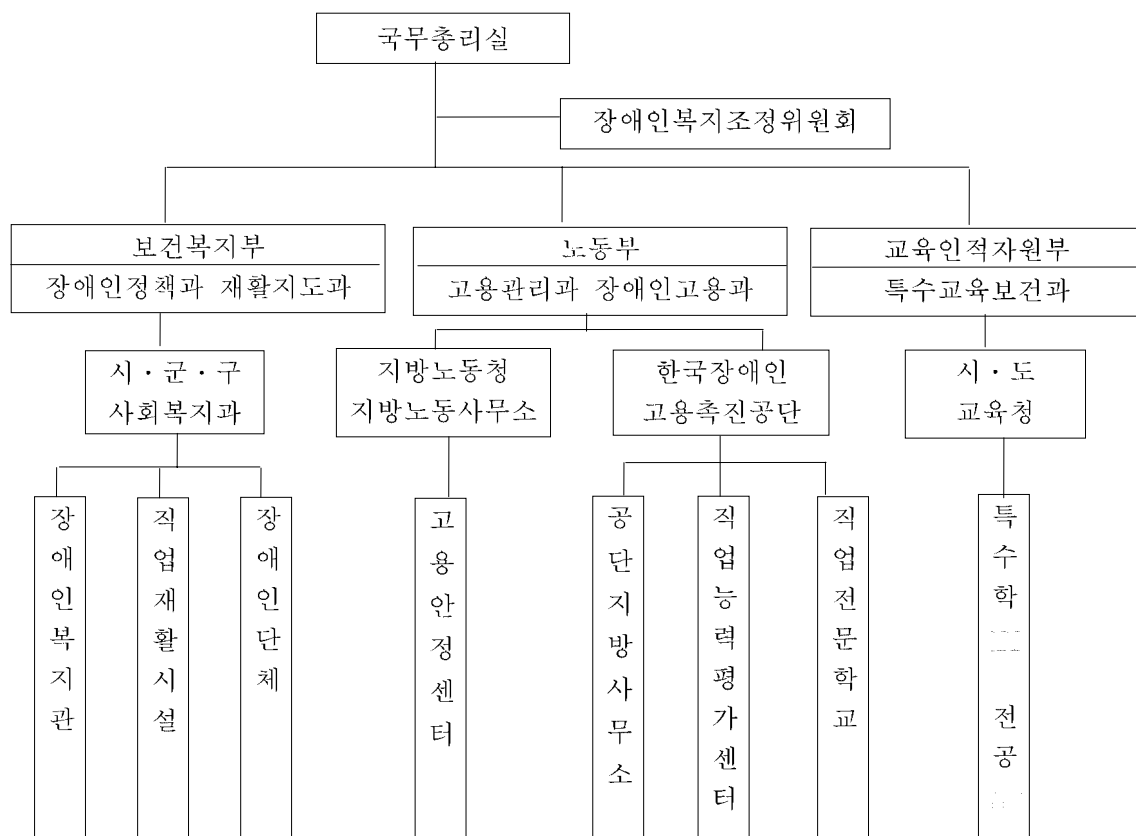 국무총리실
장애인복지조정위원회
보건복지부
장애인정책과 재활지도과
노동부
고용관리과 장애인고용과
교육인적자원부
특수교육보건과
시·군·구
사회복지과
지방노동청
지방노동사무소
한국장애인
고용촉진공단
시·도
교육청
장애인복지관
직업재활시설
장애인단체
고용안정센터
공단지방사무소
직업능력평가센터
직업전문학교
특수학
전공